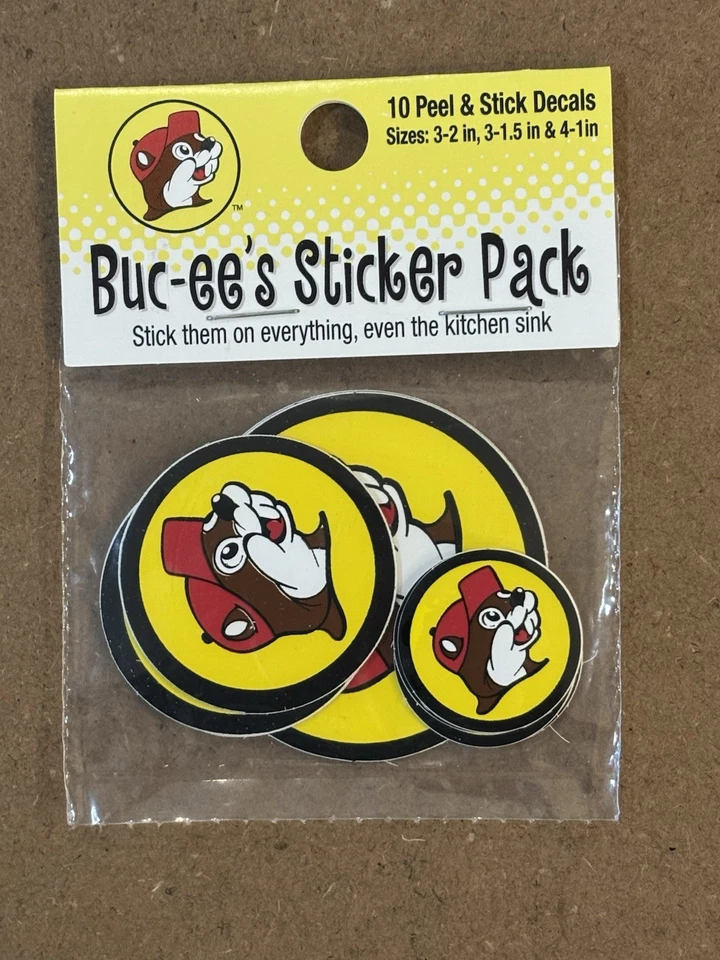 10 Peel & Stick Decals
Sizes: 3-2 in, 3-1.5 in & 4-1in
TM
Buc-ee's Sticker Pack
Stick them on everything, even the kitchen sink